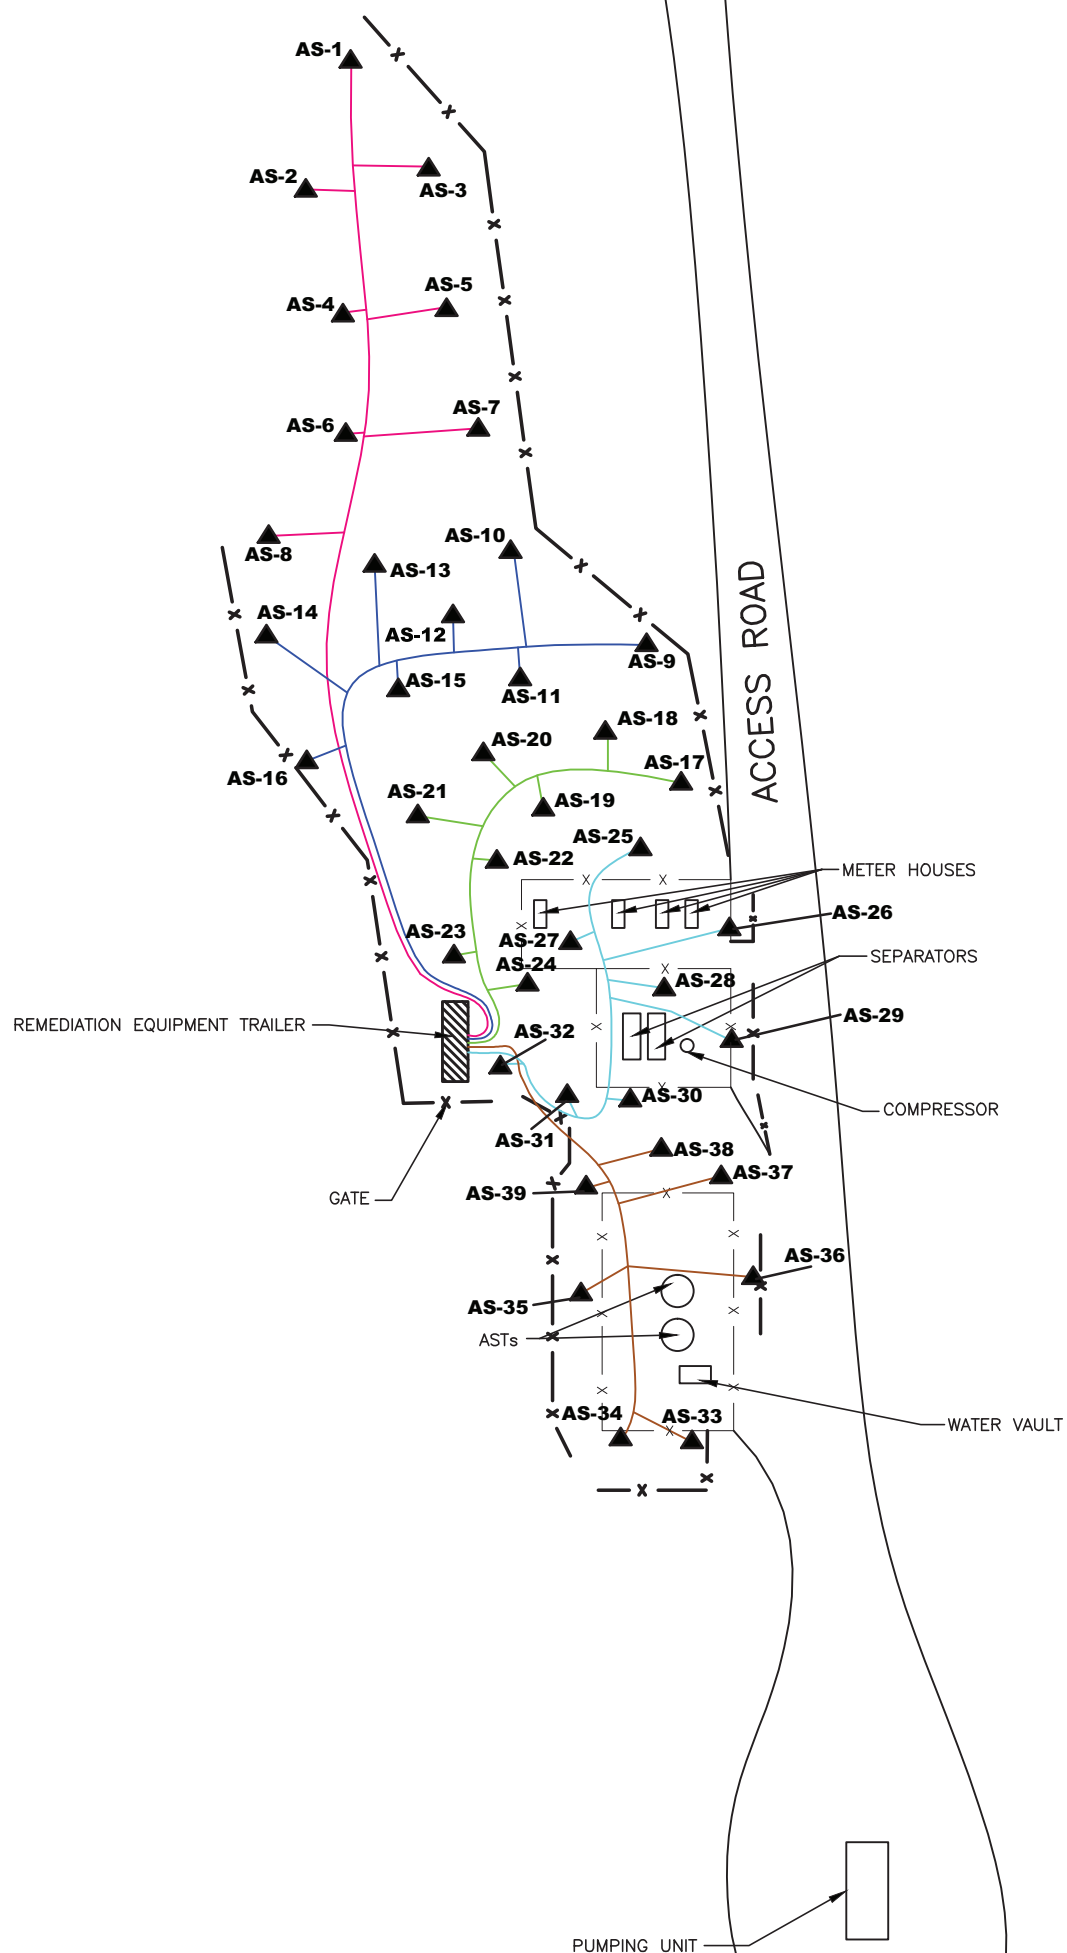 AS-1
AS-2
AS-3
AS-4
AS-5
AS-6
AS-7
AS-8
AS-10
AS-13
AS-14
AS-12
AS-9
AS-15
AS-11
AS-16
AS-18
AS-20
AS-17
AS-21
AS-19
AS-25
AS-22
ACCESS ROAD
METER HOUSES
AS-26
AS-23
AS-27
SEPARATORS
AS-24
AS-28
AS-29
REMEDIATION EQUIPMENT TRAILER
AS-32
AS-30
COMPRESSOR
AS-31
AS-38
AS-37
AS-39
GATE
AS-36
AS-35
ASTs
AS-34
AS-33
WATER VAULT
PUMPING UNIT